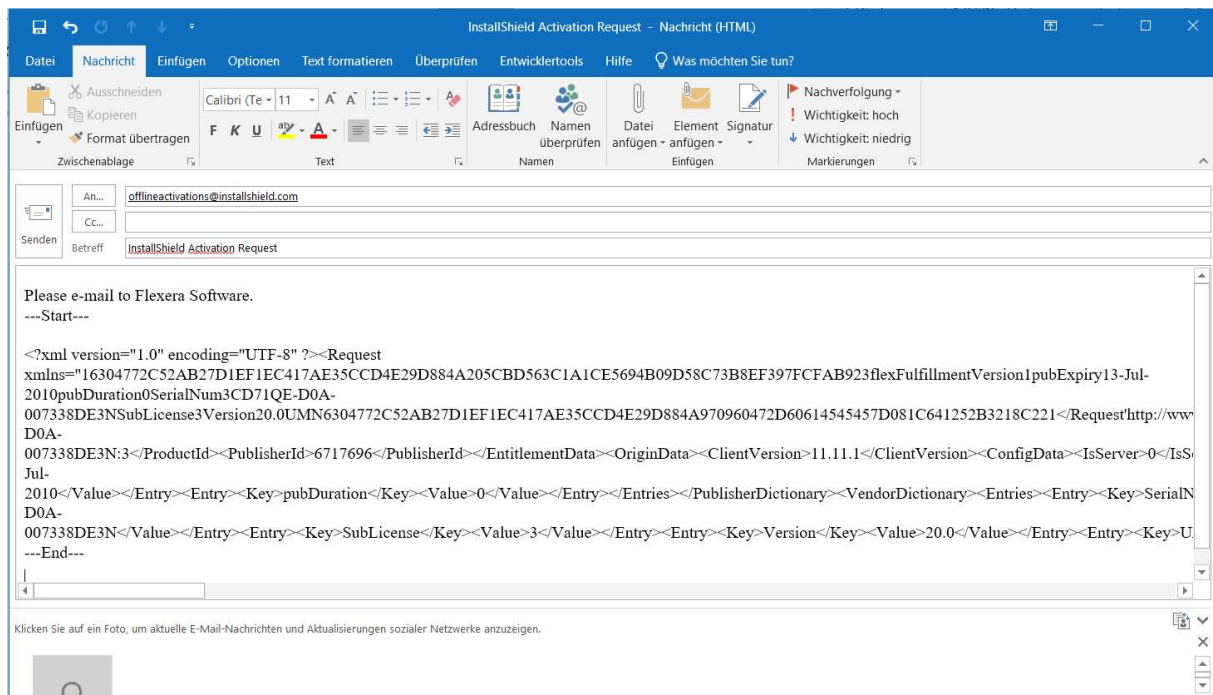 InstallShield Activation Request - Nachricht (HTML)
Datei Nachricht Einfügen Optionen Text formatieren Überprüfen Entwicklertools Hilfe Was möchten Sie tun?
Einfügen
Ausschneiden
Kopieren
Format übertragen
Zwischenablage
Calibri (Te 11
F K U
Text
Adressbuch
Namen überprüfen
Namen
Datei anfügen
Element anfügen
Signatur
Einfügen
Nachverfolgung
Wichtigkeit: hoch
Wichtigkeit: niedrig
Markierungen
Senden
An... offlineactivations@installshield.com
Cc...
Betreff InstallShield Activation Request
Please e-mail to Flexera Software.
---Start---
<?xml version="1.0" encoding="UTF-8" ?><Request
xmlns="16304772C52AB27D1EF1EC417AE35CCD4E29D884A205CBD563C1A1CE5694B09D58C73B8EF397FCFAB923flexFulfillmentVersion1pubExpiry13-Jul-
2010pubDuration0SerialNum3CD71QE-D0A-
007338DE3NSubLicense3Version20.0UMN6304772C52AB27D1EF1EC417AE35CCD4E29D884A970960472D60614545457D081C641252B3218C221</Request'http://ww
D0A-
007338DE3N:3</ProductId><PublisherId>6717696</PublisherId></EntitlementData><OriginData><ClientVersion>11.11.1</ClientVersion><ConfigData><IsServer>0</IsS
Jul-
2010</Value></Entry><Entry><Key>pubDuration</Key><Value>0</Value></Entry></Entries></PublisherDictionary><VendorDictionary><Entries><Entry><Key>SerialN
D0A-
007338DE3N</Value></Entry><Entry><Key>SubLicense</Key><Value>3</Value></Entry><Entry><Key>Version</Key><Value>20.0</Value></Entry><Entry><Key>U
---End---
Klicken Sie auf ein Foto, um aktuelle E-Mail-Nachrichten und Aktualisierungen sozialer Netzwerke anzuzeigen.